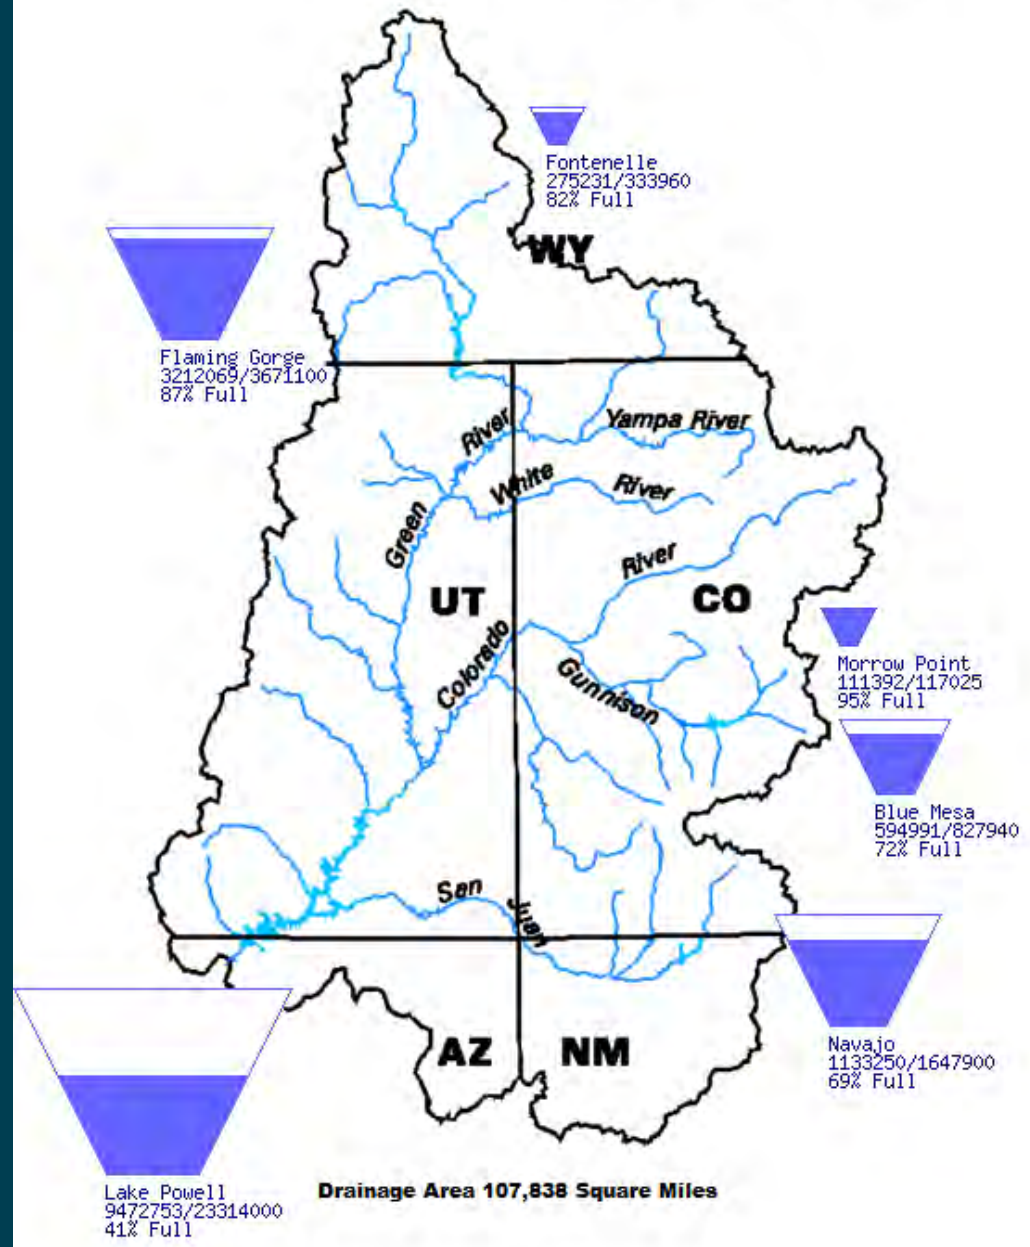 Fontenelle
275231/333960
82% Full
WY
Flaming Gorge
3212069/3671100
87% Full
Yampa River
River
White
River
Green
River
UT
CO
Colorado
Gunnison
Morrow Point
111392/117025
95% Full
Blue Mesa
594991/827940
72% Full
San
Juan
Navajo
1133250/1647900
69% Full
AZ
NM
Lake Powell
9472753/23314000
41% Full
Drainage Area 107,838 Square Miles